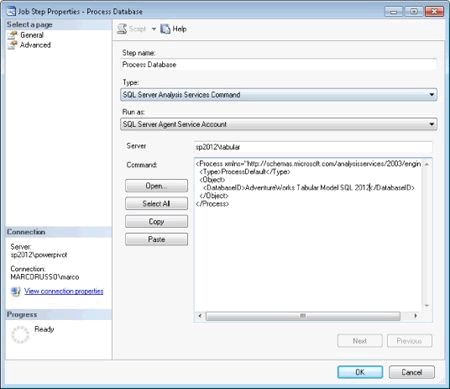 Job Step Properties - Process Database
Select a page
General
Advanced
Script
Help
Step name:
Process Database
Type:
SQL Server Analysis Services Command
Run as:
SQL Server Agent Service Account
Server
sp2012\tabular
Command:
<Process xmlns="http://schemas.microsoft.com/analysisservices/2003/engin
<Type>ProcessDefault</Type>
<Object>
<DatabaseID>AdventureWorks Tabular Model SQL 2012</DatabaseID>
</Object>
</Process>
Open...
Select All
Copy
Paste
Connection
Server:
sp2012\powerpivot
Connection:
MARCORUSSO\marco
View connection properties
Progress
Ready
Next
Previous
OK
Cancel